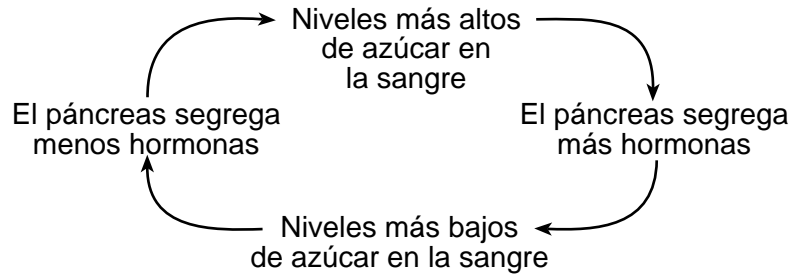 Niveles más altos
de azúcar en
la sangre
El páncreas segrega
más hormonas
Niveles más bajos
de azúcar en la sangre
El páncreas segrega
menos hormonas